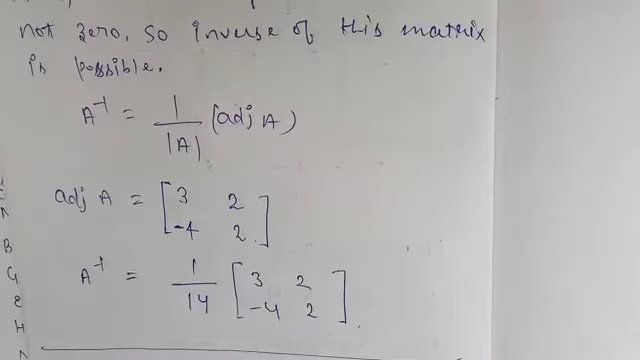 not zero, so inverse of this matrix
is possible.
A⁻¹ = 1/|A| (adj A)
adj A = [3 2
-4 2]
A⁻¹ = 1/14 [3 2
-4 2].
B
G
E
H